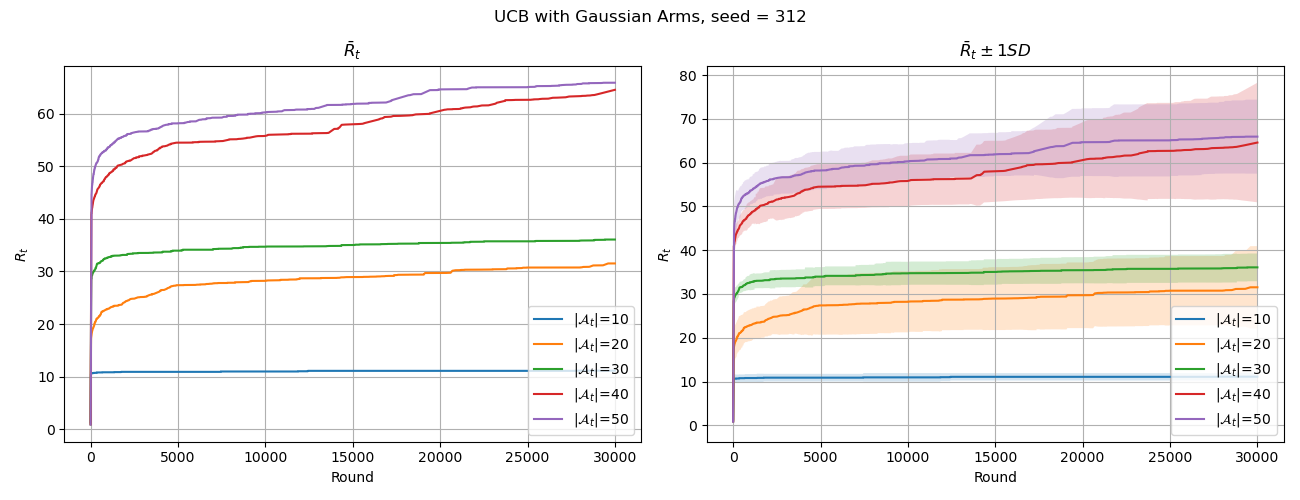 UCB with Gaussian Arms, seed = 312
R̄ₜ
Rₜ
60
50
40
30
20
10
0
|𝒜ₜ|=10
|𝒜ₜ|=20
|𝒜ₜ|=30
|𝒜ₜ|=40
|𝒜ₜ|=50
0 5000 10000 15000 20000 25000 30000
Round
R̄ₜ ± 1SD
Rₜ
80
70
60
50
40
30
20
10
0
|𝒜ₜ|=10
|𝒜ₜ|=20
|𝒜ₜ|=30
|𝒜ₜ|=40
|𝒜ₜ|=50
0 5000 10000 15000 20000 25000 30000
Round